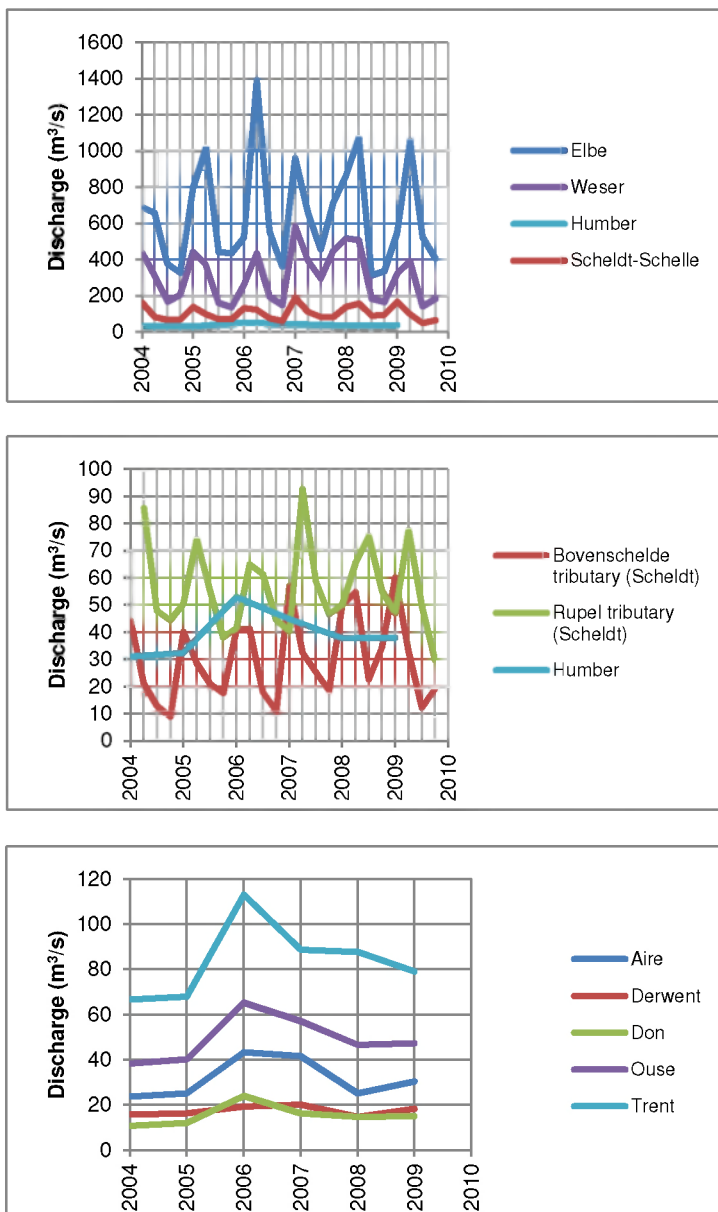 1600
1400
1200
1000
800
600
400
200
0
Discharge (m³/s)
2004
2005
2006
2007
2008
2009
2010
Elbe
Weser
Humber
Scheldt-Schelle
100
90
80
70
60
50
40
30
20
10
0
Discharge (m³/s)
2004
2005
2006
2007
2008
2009
2010
Bovenschelde
tributary (Scheldt)
Rupel tributary
(Scheldt)
Humber
120
100
80
60
40
20
0
Discharge (m³/s)
2004
2005
2006
2007
2008
2009
2010
Aire
Derwent
Don
Ouse
Trent